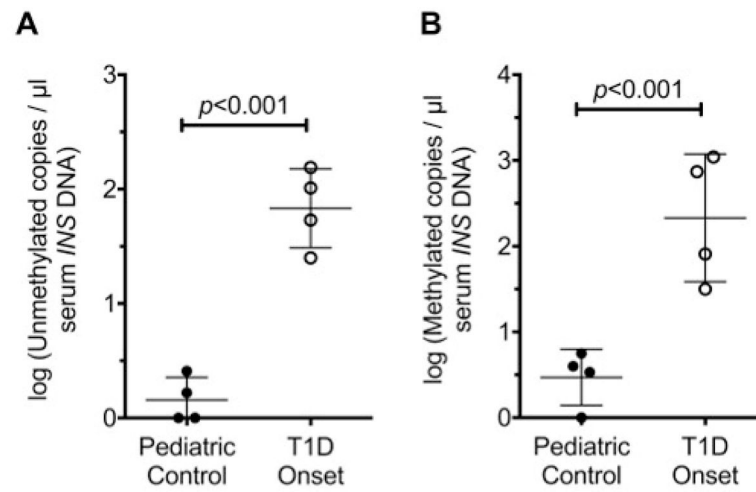 A
log (Unmethylated copies / μl
serum INS DNA)
3
2
1
0
p<0.001
Pediatric
Control
T1D
Onset
B
log (Methylated copies / μl
serum INS DNA)
4
3
2
1
0
p<0.001
Pediatric
Control
T1D
Onset